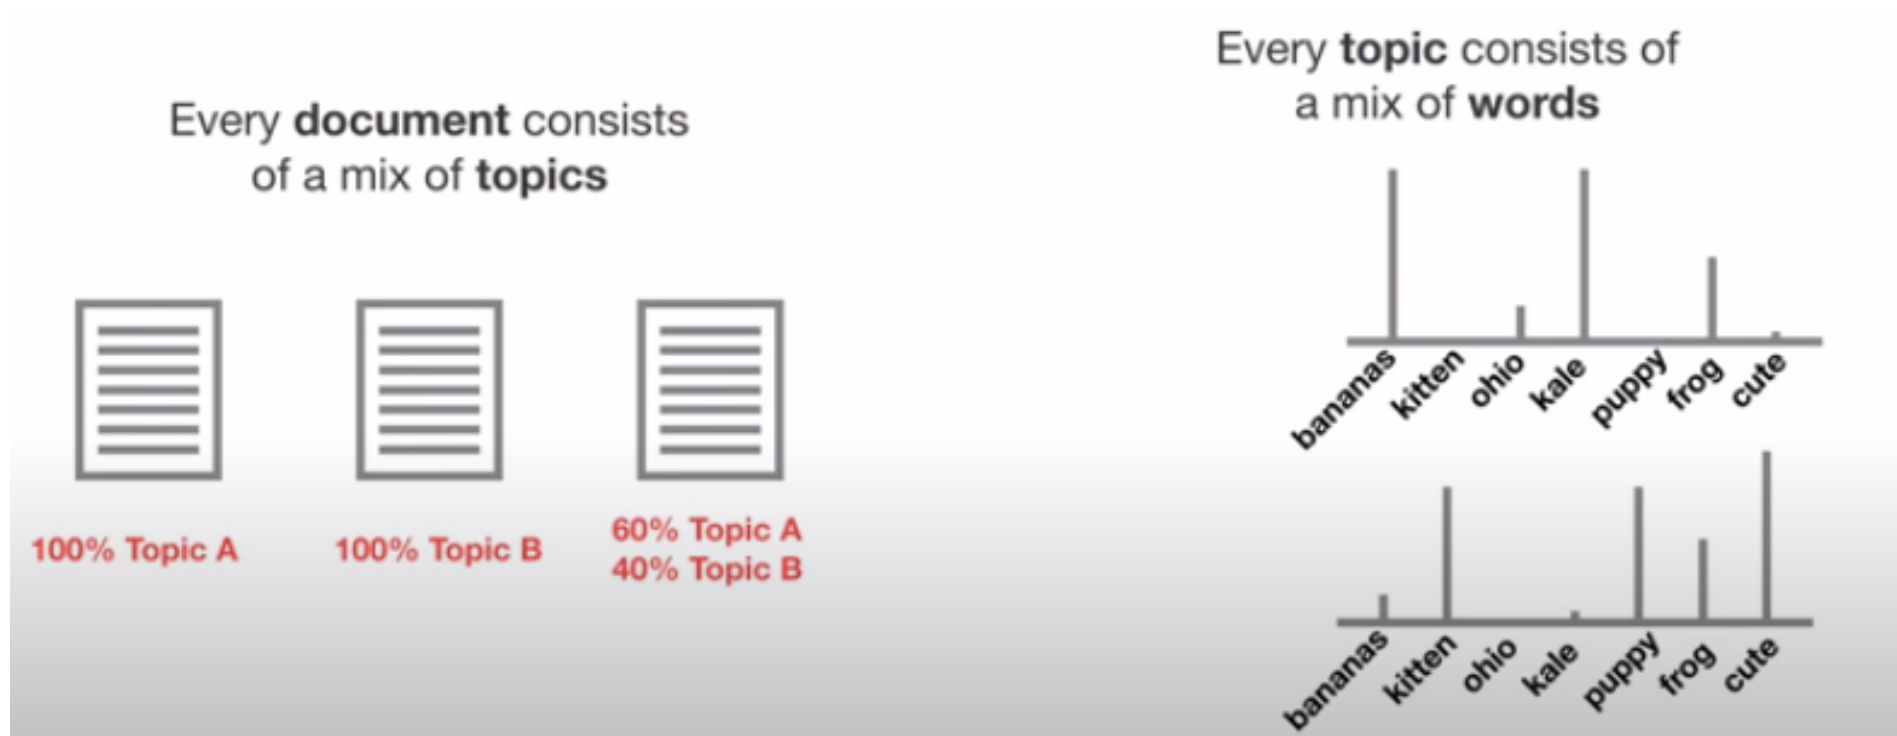 Every document consists
of a mix of topics
100% Topic A
100% Topic B
60% Topic A
40% Topic B
Every topic consists of
a mix of words
bananas
kitten
ohio
kale
puppy
frog
cute
bananas
kitten
ohio
kale
puppy
frog
cute